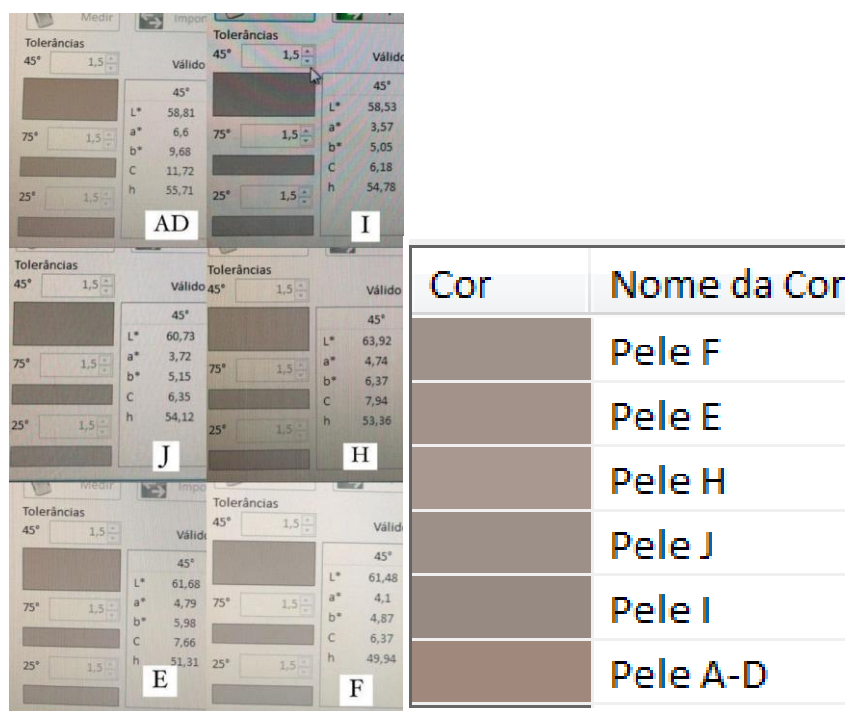 Medir
Impor
Tolerâncias
45° 1,5
Válido
45°
L* 58,81
75° 1,5
a* 6,6
b* 9,68
C 11,72
25° 1,5
h 55,71
AD
Tolerâncias
45° 1,5
Válido
45°
L* 58,53
75° 1,5
a* 3,57
b* 5,05
C 6,18
25° 1,5
h 54,78
I
Tolerâncias
45° 1,5
Válido
45°
L* 60,73
75° 1,5
a* 3,72
b* 5,15
C 6,35
25° 1,5
h 54,12
J
Tolerâncias
45° 1,5
Válido
45°
L* 63,92
75° 1,5
a* 4,74
b* 6,37
C 7,94
25° 1,5
h 53,36
H
Medir
Impo
Tolerâncias
45° 1,5
Válido
45°
L* 61,68
75° 1,5
a* 4,79
b* 5,98
C 7,66
25° 1,5
h 51,31
E
Tolerâncias
45° 1,5
Válido
45°
L* 61,48
75° 1,5
a* 4,1
b* 4,87
C 6,37
25° 1,5
h 49,94
F
Cor Nome da Cor
Pele F
Pele E
Pele H
Pele J
Pele I
Pele A-D